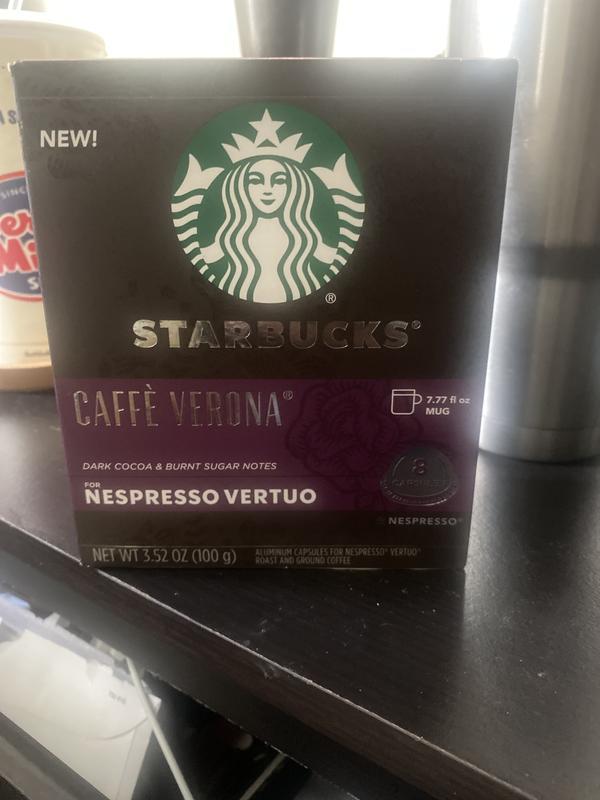 NEW!
SINC
STARBUCKS®
CAFFÈ VERONA®
7.77 fl oz
MUG
DARK COCOA & BURNT SUGAR NOTES
8
CAPSULES
FOR
NESPRESSO VERTUO
NESPRESSO®
NET WT 3.52 OZ (100 g)
ALUMINUM CAPSULES FOR NESPRESSO® VERTUO®
ROAST AND GROUND COFFEE